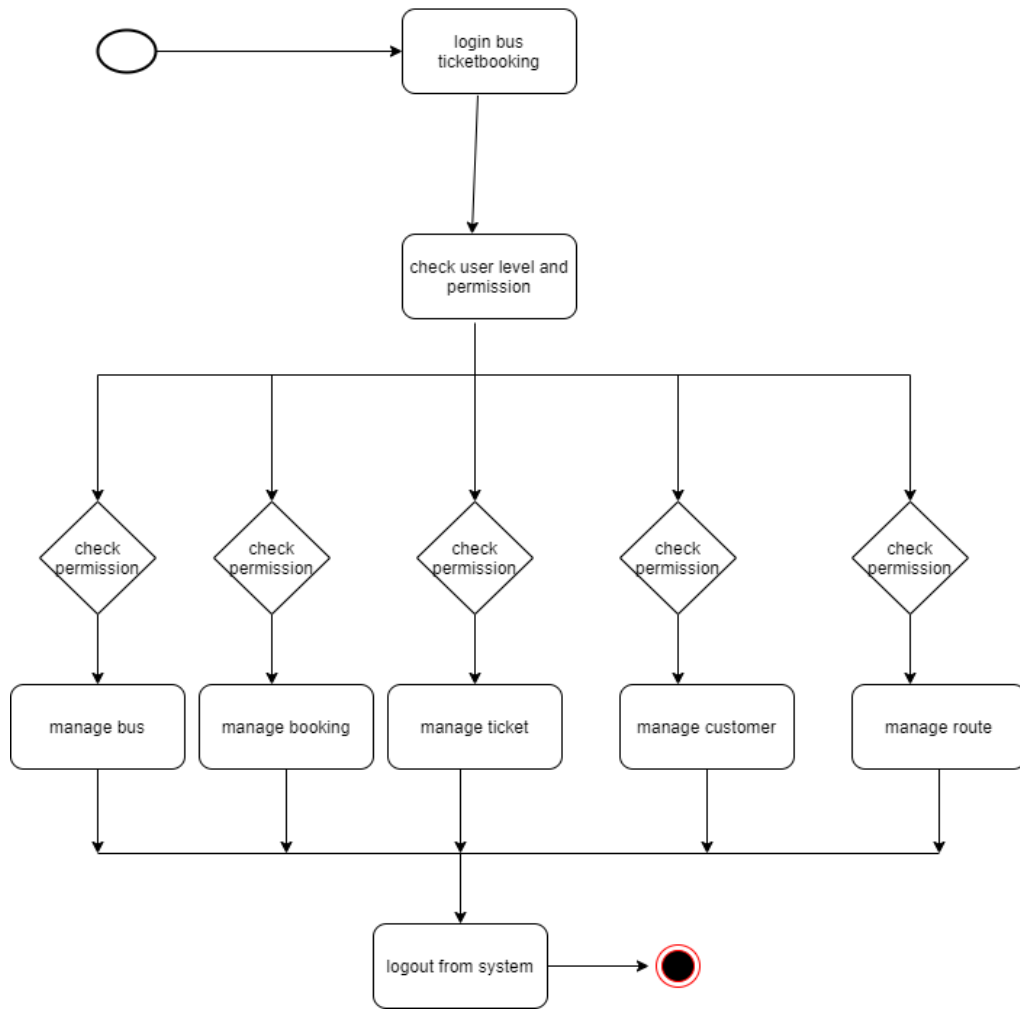 login bus
ticketbooking
check user level and
permission
check
permission
check
permission
check
permission
check
permission
check
permission
manage bus
manage booking
manage ticket
manage customer
manage route
logout from system